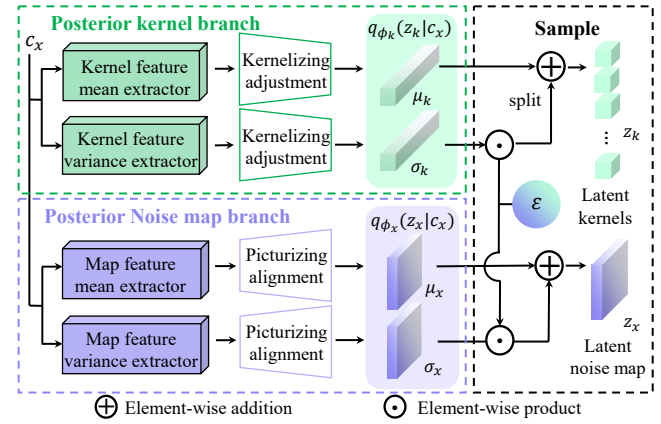 Posterior kernel branch
c_x
Kernel feature
mean extractor
Kernelizing
adjustment
q_{ϕ_k}(z_k|c_x)
μ_k
Kernel feature
variance extractor
Kernelizing
adjustment
σ_k
Posterior Noise map branch
Map feature
mean extractor
Picturizing
alignment
q_{ϕ_x}(z_x|c_x)
μ_x
Map feature
variance extractor
Picturizing
alignment
σ_x
Sample
split
⋮
z_k
Latent
kernels
ε
z_x
Latent
noise map
Element-wise addition
Element-wise product